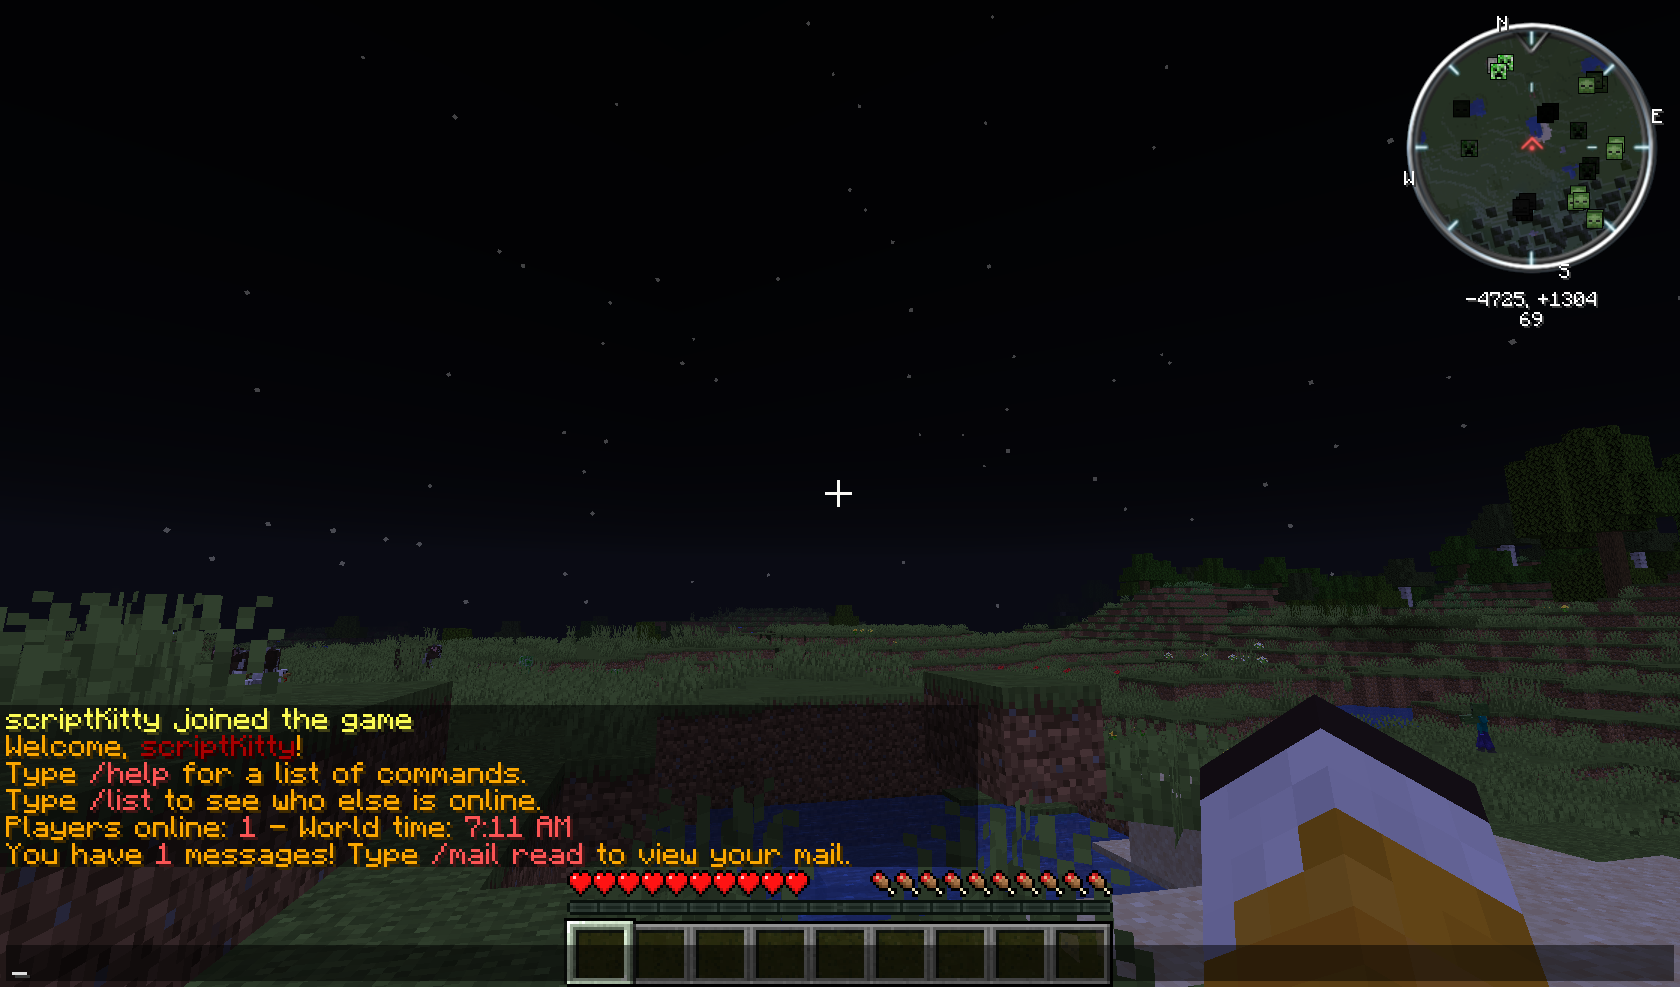 N
E
W
S
-4725, +1304
69
scriptKitty joined the game
Welcome, scriptKitty!
Type /help for a list of commands.
Type /list to see who else is online.
Players online: 1 - World time: 7:11 AM
You have 1 messages! Type /mail read to view your mail.
_